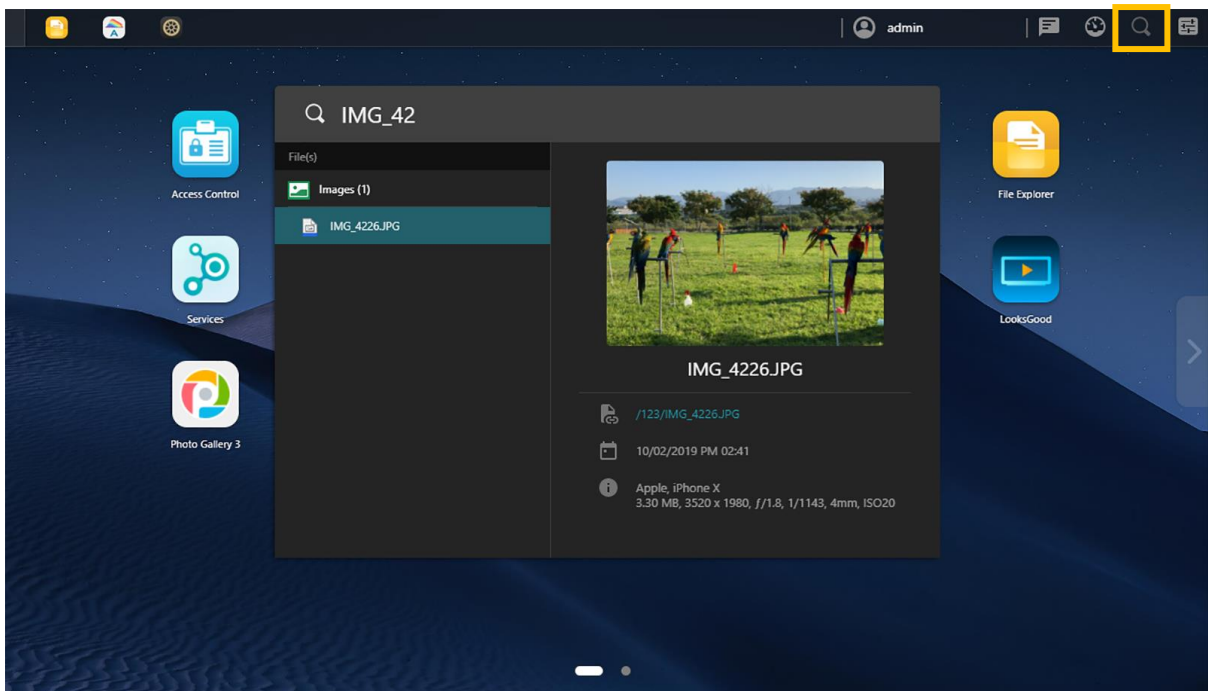 admin
IMG_42
File(s)
Images (1)
IMG_4226.JPG
IMG_4226.JPG
/123/IMG_4226.JPG
10/02/2019 PM 02:41
Apple, iPhone X
3.30 MB, 3520 x 1980, ƒ/1.8, 1/1143, 4mm, ISO20
Access Control
Services
Photo Gallery 3
File Explorer
LooksGood